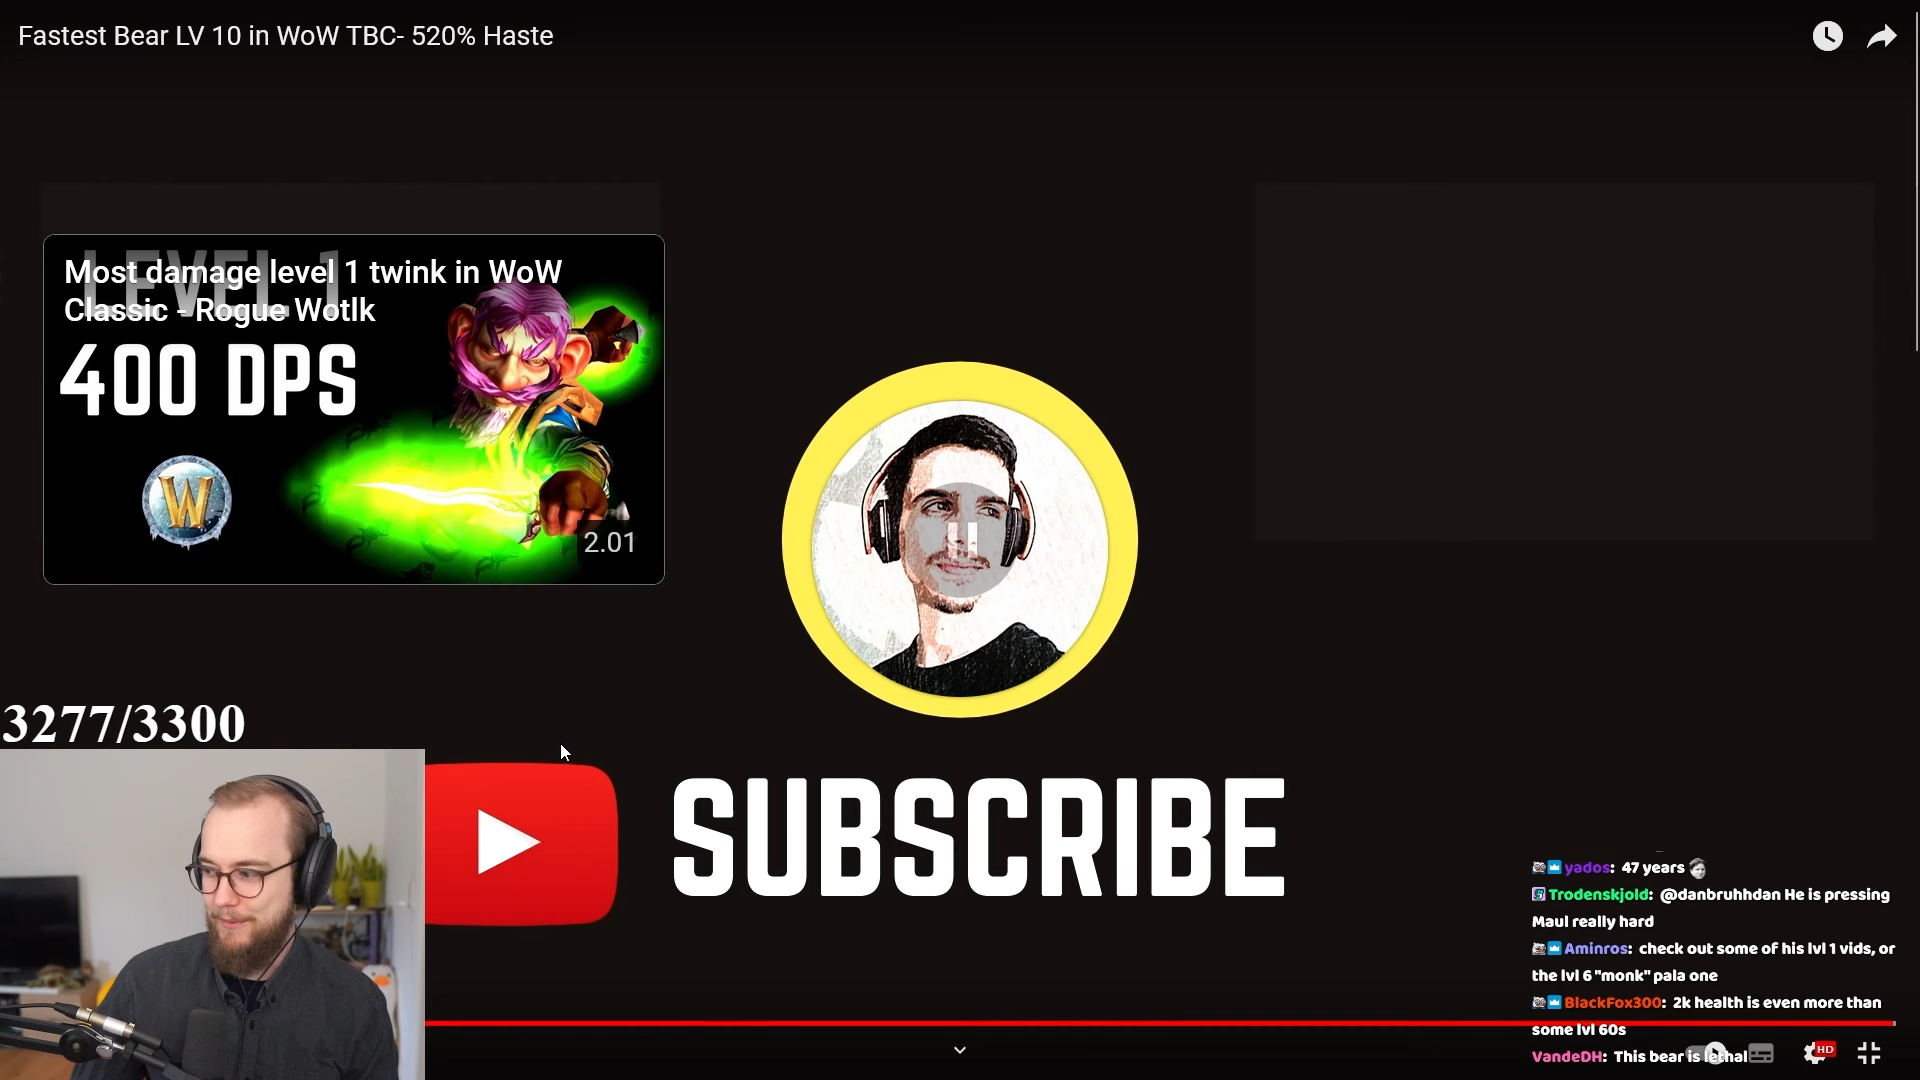 Fastest Bear LV 10 in WoW TBC- 520% Haste
LEVEL 1
Most damage level 1 twink in WoW
Classic - Rogue Wotlk
400 DPS
W
2.01
3277/3300
SUBSCRIBE
yados: 47 years
Trodenskjold: @danbruhhdan He is pressing
Maul really hard
Aminros: check out some of his lvl 1 vids, or
the lvl 6 "monk" pala one
BlackFox300: 2k health is even more than
some lvl 60s
VandeDH: This bear is lethal
HD